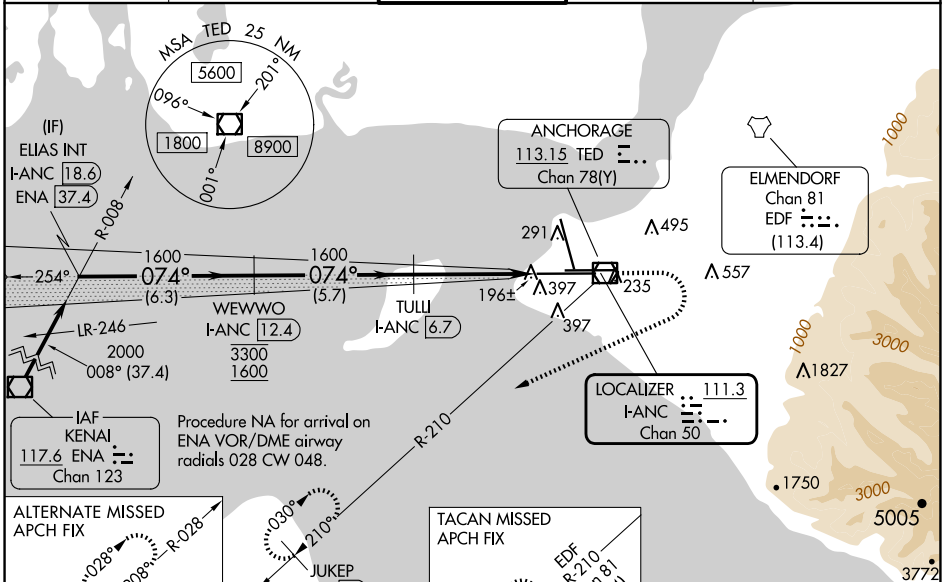 MSA TED 25 NM
5600
201°
096°
1800
8900
001°
(IF)
ELIAS INT
I-ANC 18.6
ENA 37.4
R-008
ANCHORAGE
113.15 TED
Chan 78(Y)
ELMENDORF
Chan 81
EDF
(113.4)
1000
291
495
557
254°
1600
074°
(6.3)
1600
074°
(5.7)
196±
397
235
397
WEWWO
I-ANC 12.4
3300
1600
TULLI
I-ANC 6.7
LR-246
2000
008° (37.4)
IAF
KENAI
117.6 ENA
Chan 123
Procedure NA for arrival on
ENA VOR/DME airway
radials 028 CW 048.
R-210
LOCALIZER 111.3
I-ANC
Chan 50
1000
3000
1827
1750
3000
5005
3772
ALTERNATE MISSED
APCH FIX
028°
008°
R-028
030°
210°
JUKEP
TACAN MISSED
APCH FIX
EDF
R-210